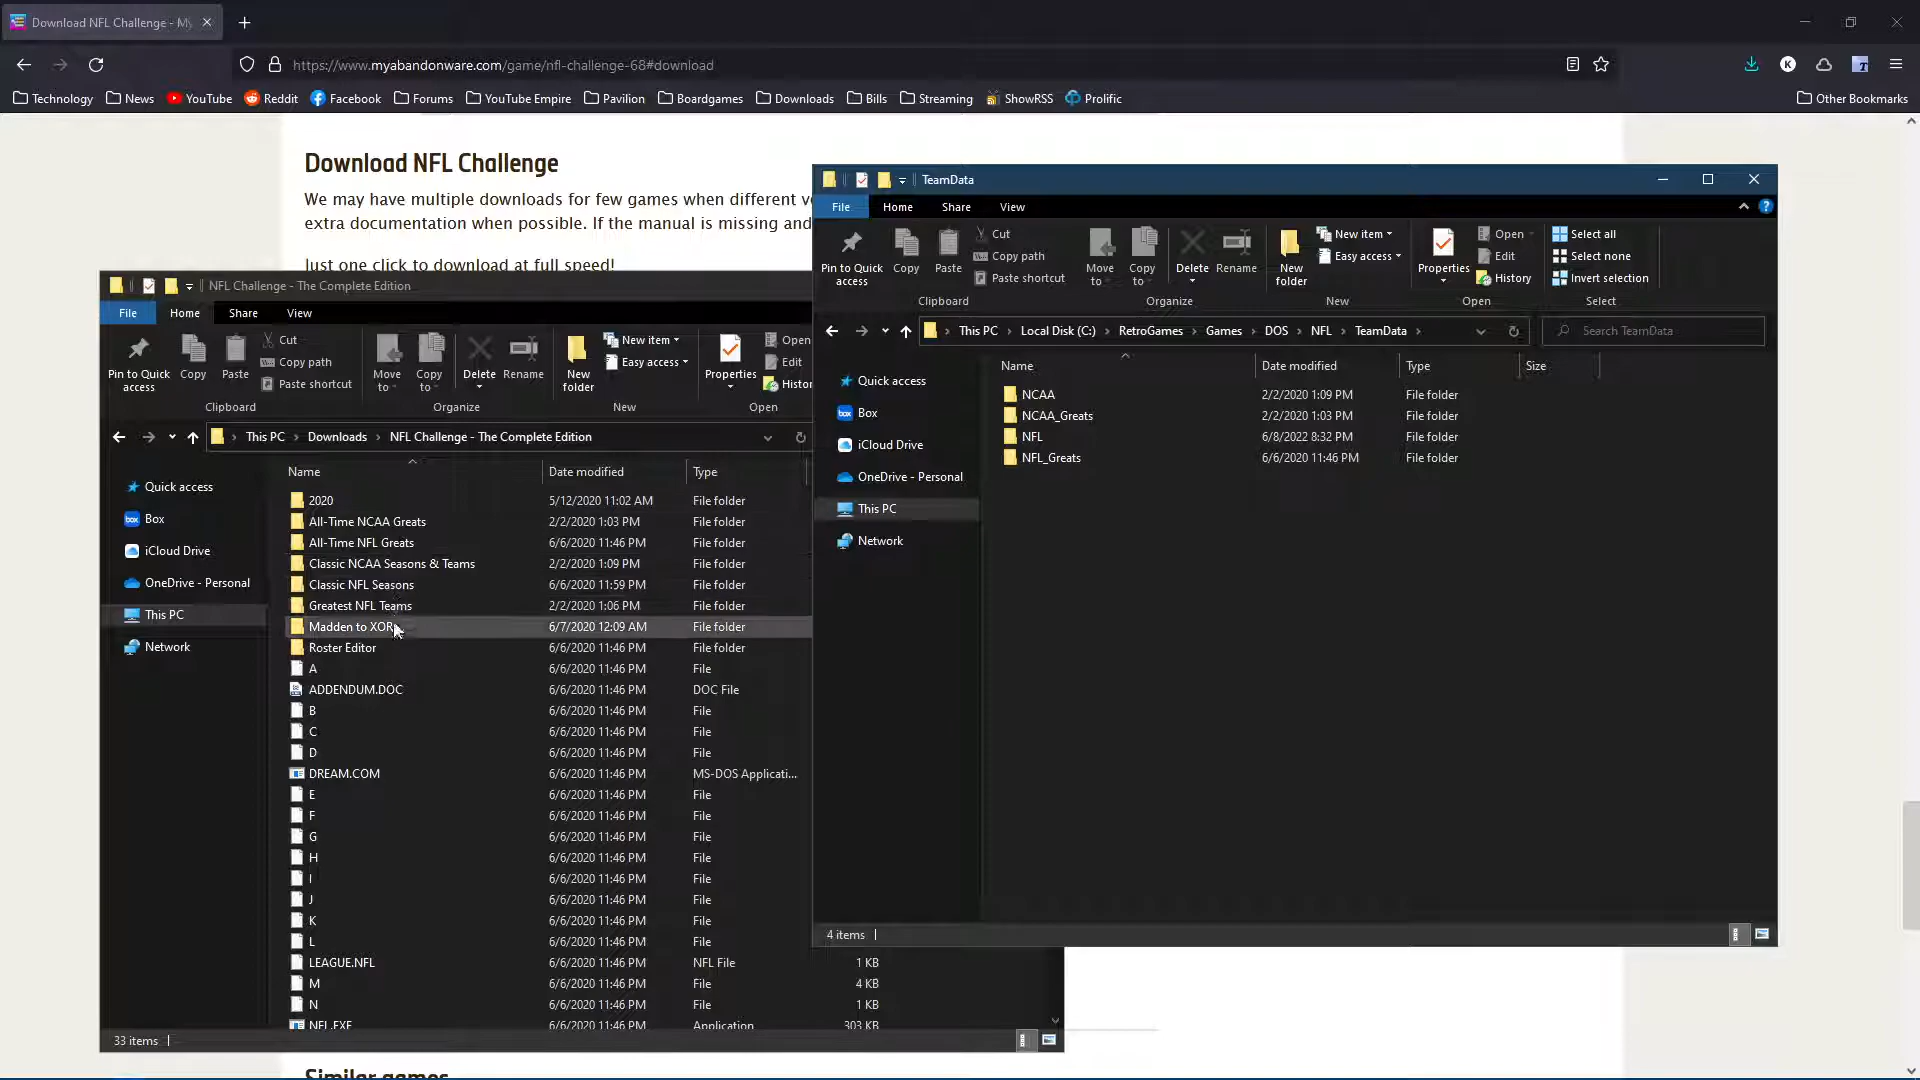 Download NFL Challenge - My
https://www.myabandonware.com/game/nfl-challenge-68#download
Technology News YouTube Reddit Facebook Forums YouTube Empire Pavilion Boardgames Downloads Bills Streaming ShowRSS Prolific Other Bookmarks
Download NFL Challenge
We may have multiple downloads for few games when different
extra documentation when possible. If the manual is missing and
Just one click to download at full speed!
NFL Challenge - The Complete Edition
File Home Share View
Pin to Quick access
Copy
Paste
Cut
Copy path
Paste shortcut
Clipboard
Move to
Copy to
Delete
Rename
Organize
New folder
New item
Easy access
New
Properties
Open
Edit
Open
This PC > Downloads > NFL Challenge - The Complete Edition
Quick access
Box
iCloud Drive
OneDrive - Personal
This PC
Network
Name Date modified Type
2020 5/12/2020 11:02 AM File folder
All-Time NCAA Greats 2/2/2020 1:03 PM File folder
All-Time NFL Greats 6/6/2020 11:46 PM File folder
Classic NCAA Seasons & Teams 2/2/2020 1:09 PM File folder
Classic NFL Seasons 6/6/2020 11:59 PM File folder
Greatest NFL Teams 2/2/2020 1:06 PM File folder
Madden to XOR 6/7/2020 12:09 AM File folder
Roster Editor 6/6/2020 11:46 PM File folder
A 6/6/2020 11:46 PM File
ADDENDUM.DOC 6/6/2020 11:46 PM DOC File
B 6/6/2020 11:46 PM File
C 6/6/2020 11:46 PM File
D 6/6/2020 11:46 PM File
DREAM.COM 6/6/2020 11:46 PM MS-DOS Applicati...
E 6/6/2020 11:46 PM File
F 6/6/2020 11:46 PM File
G 6/6/2020 11:46 PM File
H 6/6/2020 11:46 PM File
I 6/6/2020 11:46 PM File
J 6/6/2020 11:46 PM File
K 6/6/2020 11:46 PM File
L 6/6/2020 11:46 PM File
LEAGUE.NFL 6/6/2020 11:46 PM NFL File 1 KB
M 6/6/2020 11:46 PM File 4 KB
N 6/6/2020 11:46 PM File 1 KB
NFL.EXE 6/6/2020 11:46 PM Application 303 KB
33 items
TeamData
File Home Share View
Pin to Quick access
Copy
Paste
Cut
Copy path
Paste shortcut
Clipboard
Move to
Copy to
Delete
Rename
Organize
New folder
New item
Easy access
New
Properties
Open
Edit
History
Open
Select all
Select none
Invert selection
Select
This PC > Local Disk (C:) > RetroGames > Games > DOS > NFL > TeamData >
Search TeamData
Quick access
Box
iCloud Drive
OneDrive - Personal
This PC
Network
Name Date modified Type Size
NCAA 2/2/2020 1:09 PM File folder
NCAA_Greats 2/2/2020 1:03 PM File folder
NFL 6/8/2022 8:32 PM File folder
NFL_Greats 6/6/2020 11:46 PM File folder
4 items
Similar games